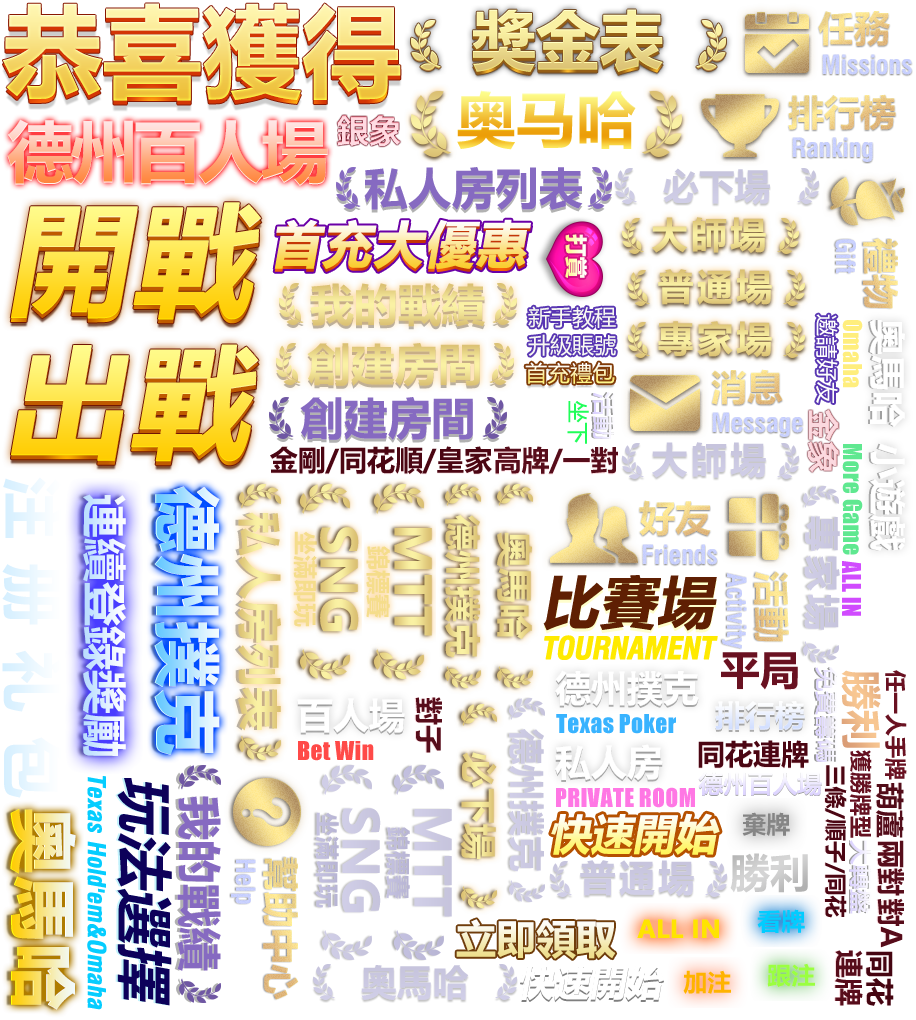 恭喜獲得
獎金表
任務
Missions
德州百人場
銀象
奥马哈
排行榜
Ranking
私人房列表
必下場
禮物
Gift
開戰
首充大優惠
打賞
大師場
我的戰績
普通場
新手教程
升級賬號
首充禮包
專家場
邀請好友
Omaha
奧馬哈
出戰
創建房間
創建房間
活動
坐下
消息
Message
金象
More Game
小遊戲
金剛/同花順/皇家高牌/一對
大師場
注冊礼包
連續登錄獎勵
德州撲克
私人房列表
SNG
坐滿即玩
MTT
錦標賽
德州撲克
奧馬哈
好友
Friends
活動
Activity
專家場
ALL IN
比賽場
TOURNAMENT
平局
德州撲克
Texas Poker
排行榜
勝利
任一人手牌
百人場
Bet Win
對子
私人房
PRIVATE ROOM
同花連牌
德州百人場
獲勝牌型
葫蘆
三條/順子/同花
兩對
對A
同花連牌
奧馬哈
Texas Hold'em&Omaha
玩法選擇
我的戰績
幫助中心
Help
SNG
坐滿即玩
MTT
錦標賽
必下場
德州撲克
快速開始
棄牌
普通場
勝利
立即領取
ALL IN
看牌
奧馬哈
快速開始
加注
跟注